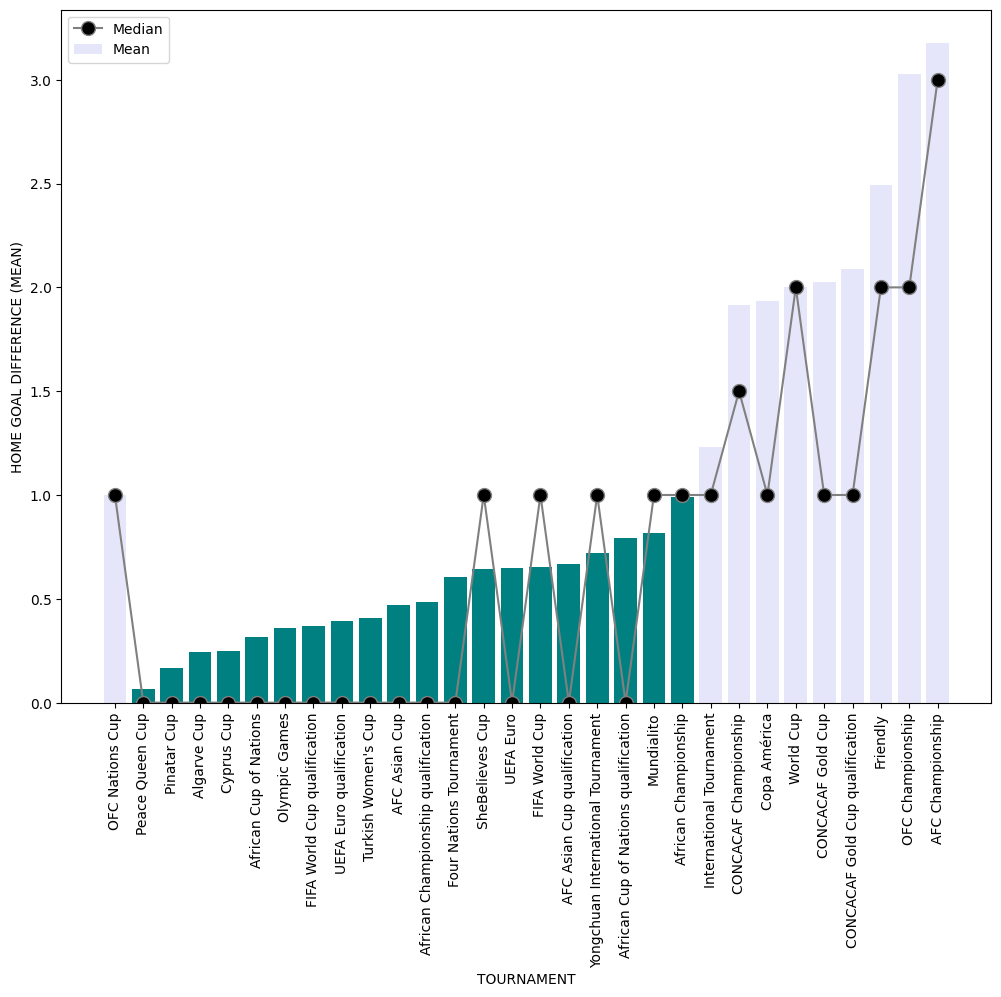 Median
Mean
HOME GOAL DIFFERENCE (MEAN)
3.0
2.5
2.0
1.5
1.0
0.5
0.0
OFC Nations Cup
Peace Queen Cup
Pinatar Cup
Algarve Cup
Cyprus Cup
African Cup of Nations
Olympic Games
FIFA World Cup qualification
UEFA Euro qualification
Turkish Women's Cup
AFC Asian Cup
African Championship qualification
Four Nations Tournament
SheBelieves Cup
UEFA Euro
FIFA World Cup
AFC Asian Cup qualification
Yongchuan International Tournament
African Cup of Nations qualification
Mundialito
African Championship
International Tournament
CONCACAF Championship
Copa América
World Cup
CONCACAF Gold Cup
CONCACAF Gold Cup qualification
Friendly
OFC Championship
AFC Championship
TOURNAMENT